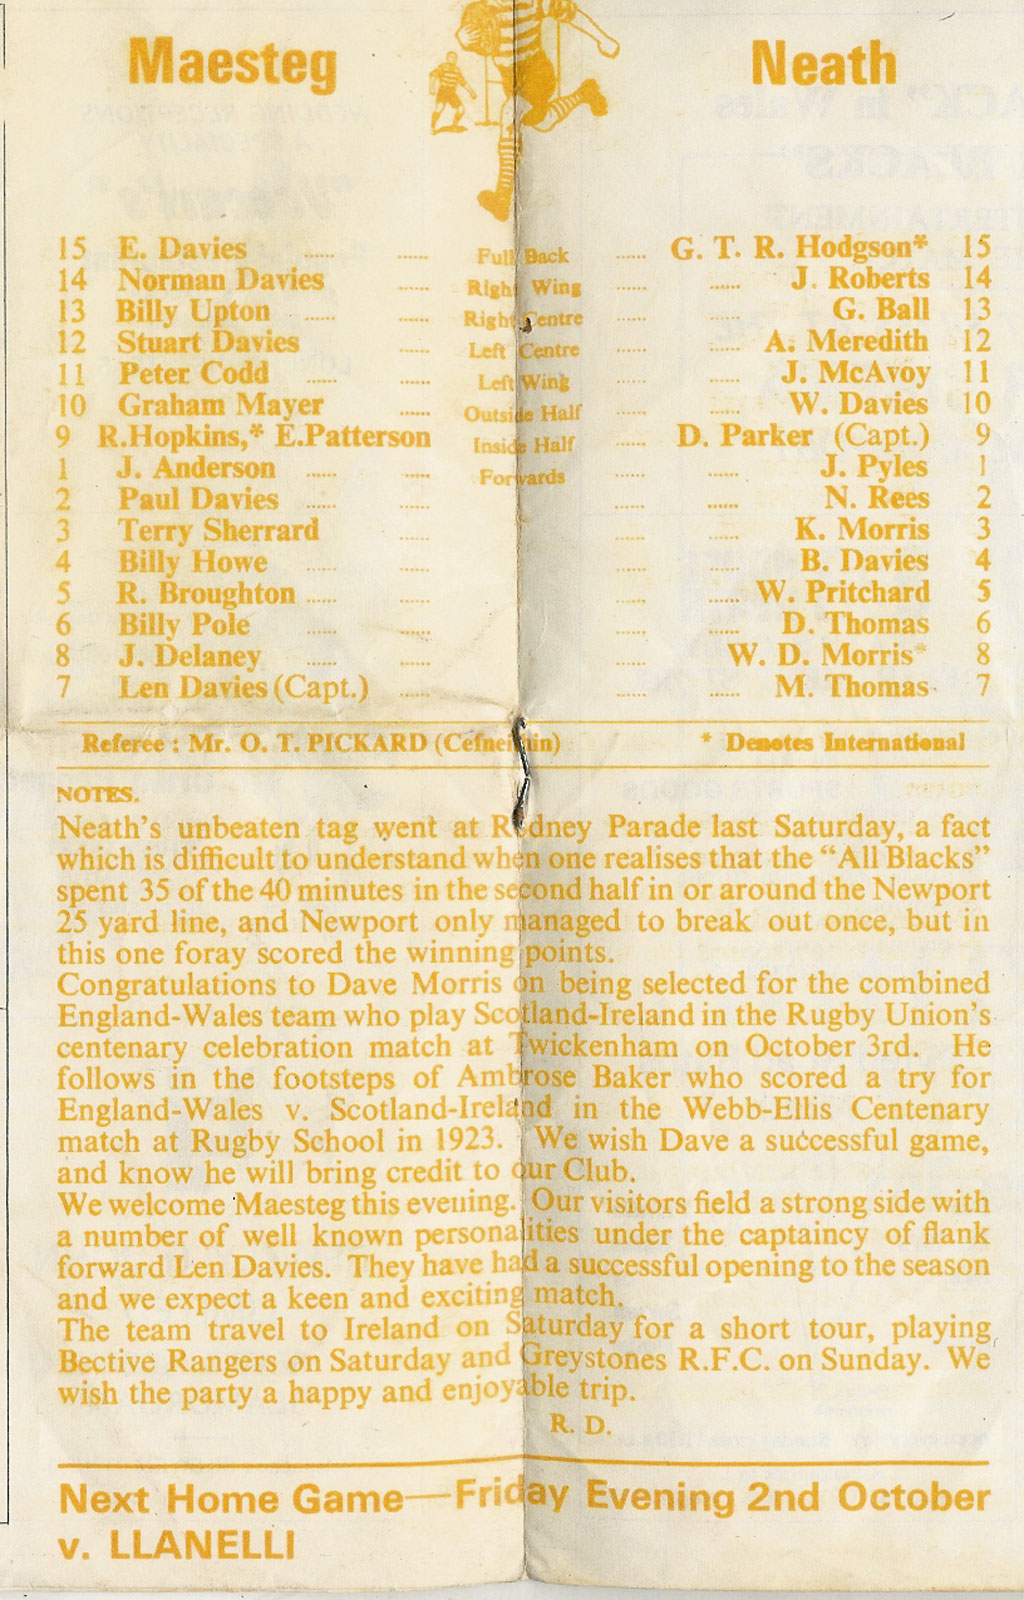 Maesteg Neath
15 E. Davies ...... ...... Full Back ...... G. T. R. Hodgson* 15
14 Norman Davies ...... Right Wing ...... ...... J. Roberts 14
13 Billy Upton ...... ...... Right Centre ...... G. Ball 13
12 Stuart Davies ...... Left Centre ...... ...... A. Meredith 12
11 Peter Codd ...... ...... Left Wing ...... ...... J. McAvoy 11
10 Graham Mayer ...... Outside Half ...... ...... W. Davies 10
9 R.Hopkins,* E.Patterson Inside Half ...... D. Parker (Capt.) 9
1 J. Anderson ...... ...... Forwards ...... ...... J. Pyles 1
2 Paul Davies ...... ...... ...... ...... N. Rees 2
3 Terry Sherrard ...... ...... ...... K. Morris 3
4 Billy Howe ...... ...... ...... ...... B. Davies 4
5 R. Broughton ...... ...... ...... ...... W. Pritchard 5
6 Billy Pole ...... ...... ...... ...... D. Thomas 6
8 J. Delaney ...... ...... ...... W. D. Morris* 8
7 Len Davies (Capt.) ...... ...... ...... M. Thomas 7
Referee : Mr. O. T. PICKARD * Denotes International
NOTES.
Neath's unbeaten tag went at Rodney Parade last Saturday, a fact
which is difficult to understand when one realises that the "All Blacks"
spent 35 of the 40 minutes in the second half in or around the Newport
25 yard line, and Newport only managed to break out once, but in
this one foray scored the winning points.
Congratulations to Dave Morris on being selected for the combined
England-Wales team who play Scotland-Ireland in the Rugby Union's
centenary celebration match at Twickenham on October 3rd. He
follows in the footsteps of Ambrose Baker who scored a try for
England-Wales v. Scotland-Ireland in the Webb-Ellis Centenary
match at Rugby School in 1923. We wish Dave a successful game,
and know he will bring credit to our Club.
We welcome Maesteg this evening. Our visitors field a strong side with
a number of well known personalities under the captaincy of flank
forward Len Davies. They have had a successful opening to the season
and we expect a keen and exciting match.
The team travel to Ireland on Saturday for a short tour, playing
Bective Rangers on Saturday and Greystones R.F.C. on Sunday. We
wish the party a happy and enjoyable trip.
R. D.
Next Home Game—Friday Evening 2nd October
v. LLANELLI